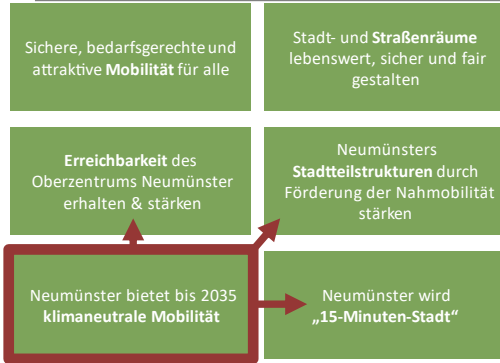 Sichere, bedarfsgerechte und
attraktive Mobilität für alle
Stadt- und Straßenräume
lebenswert, sicher und fair
gestalten
Erreichbarkeit des
Oberzentrums Neumünster
erhalten & stärken
Neumünsters
Stadtteilstrukturen durch
Förderung der Nahmobilität
stärken
Neumünster bietet bis 2035
klimaneutrale Mobilität
Neumünster wird
„15-Minuten-Stadt“